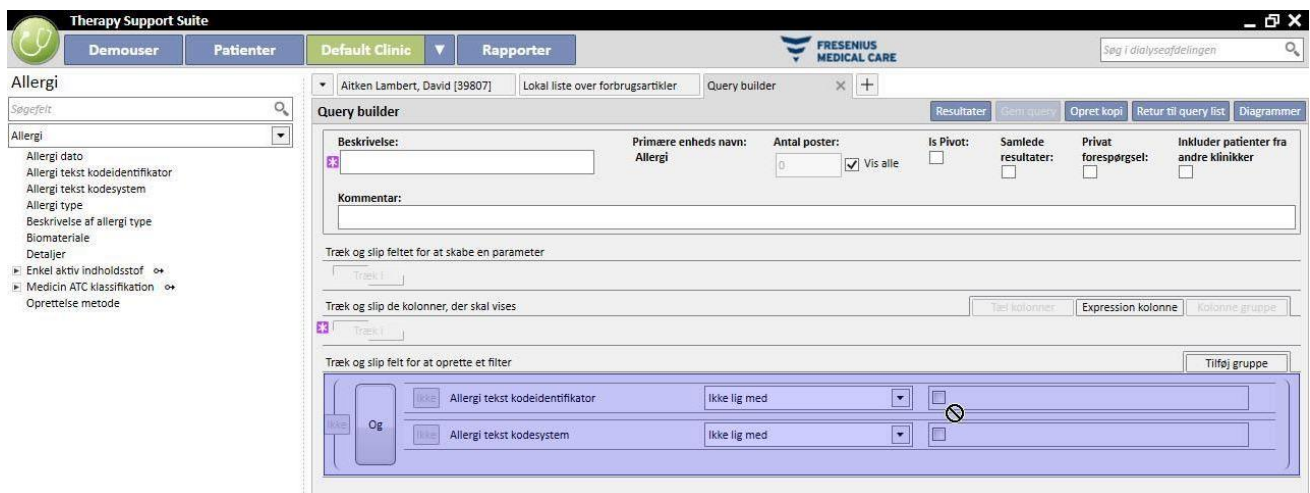 Therapy Support Suite
Demouser Patienter Default Clinic Rapporter FRESENIUS MEDICAL CARE Søg i dialyseafdelingen
Allergi
Aitken Lambert, David [39807] Lokal liste over forbrugsartikler Query builder
Søgefelt
Query builder Resultater Gem query Opret kopi Retur til query list Diagrammer
Allergi
Allergi dato
Allergi tekst kodeidentifikator
Allergi tekst kodesystem
Allergi type
Beskrivelse af allergi type
Biomateriale
Detaljer
Enkel aktiv indholdsstof
Medicin ATC klassifikation
Oprettelse metode
Beskrivelse: Primære enheds navn: Antal poster: Is Pivot: Samlede resultater: Privat forespørgsel: Inkluder patienter fra andre klinikker
Allergi 0 Vis alle
Kommentar:
Træk og slip feltet for at skabe en parameter
Træk i
Træk og slip de kolonner, der skal vises Tæl kolonner Expression kolonne Kolonne gruppe
Træk i
Træk og slip felt for at oprette et filter Tilføj gruppe
Ikke Allergi tekst kodeidentifikator Ikke lig med
Ikke Og
Ikke Allergi tekst kodesystem Ikke lig med